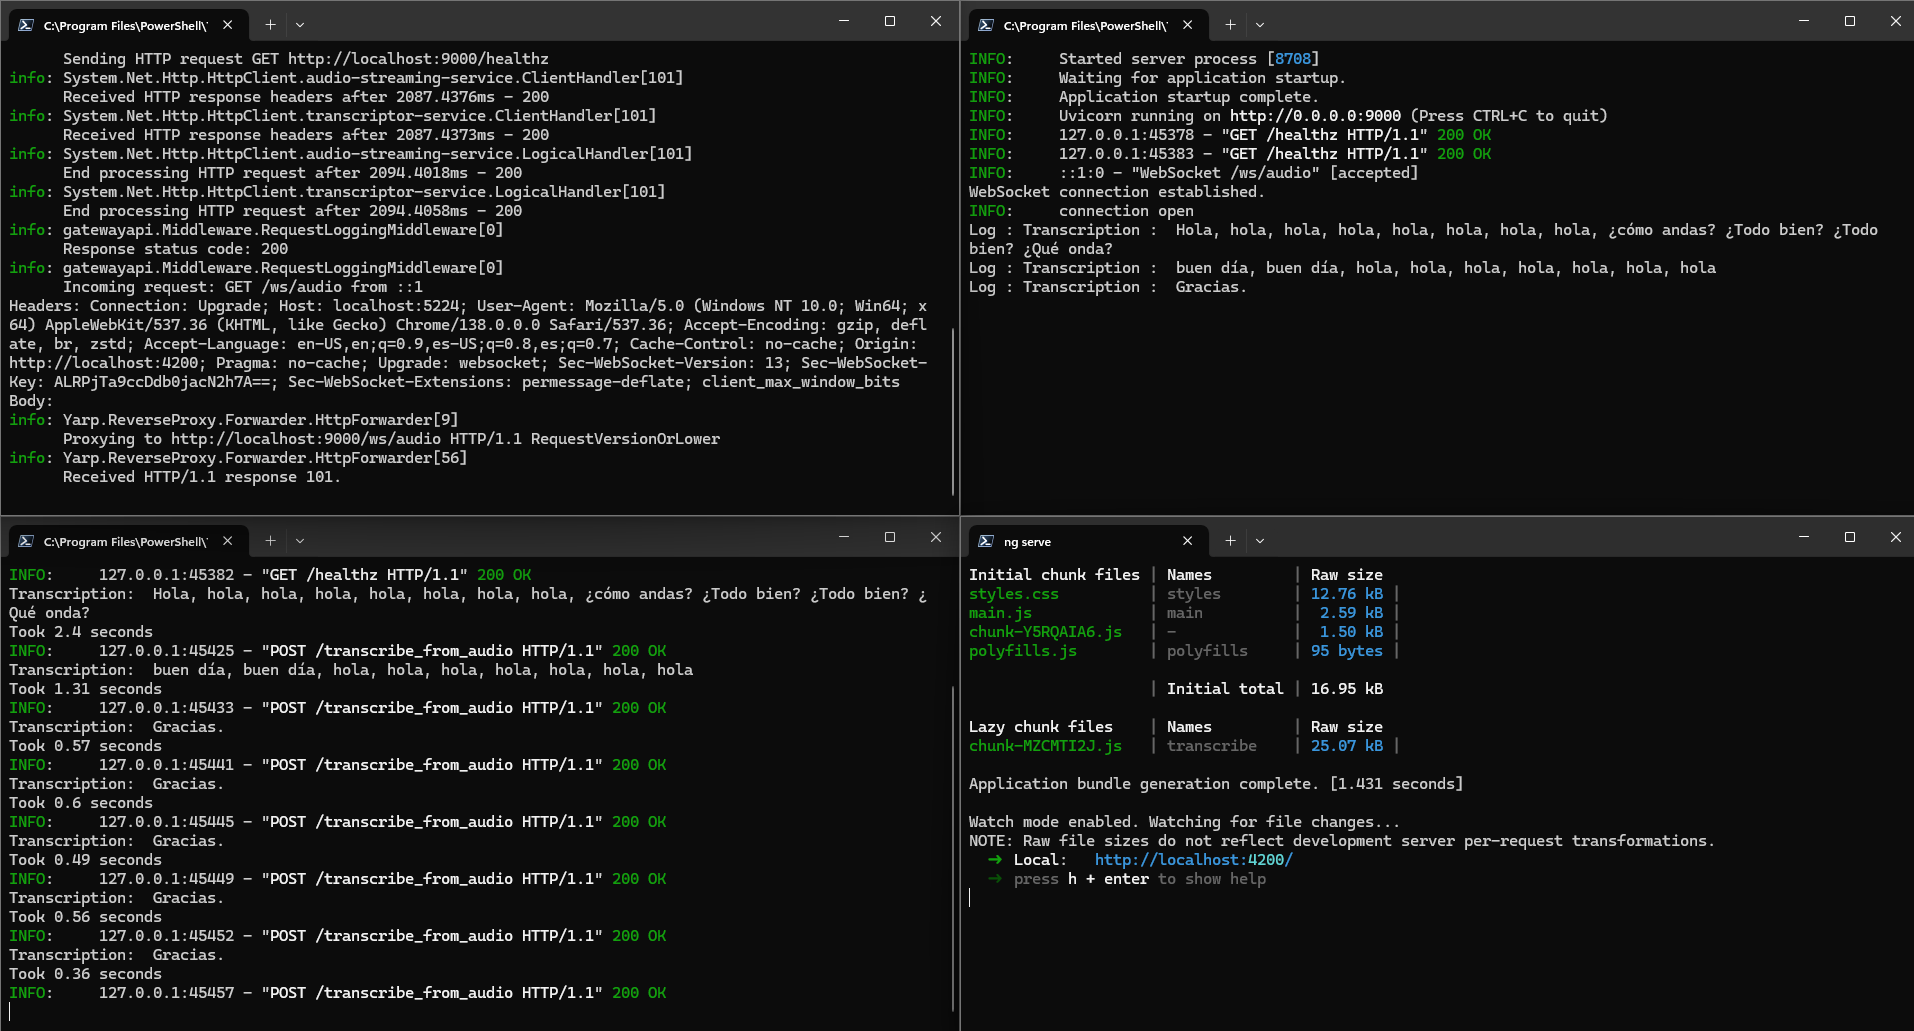 C:\Program Files\PowerShell\
Sending HTTP request GET http://localhost:9000/healthz
info: System.Net.Http.HttpClient.audio-streaming-service.ClientHandler[101]
Received HTTP response headers after 2087.4376ms - 200
info: System.Net.Http.HttpClient.transcriptor-service.ClientHandler[101]
Received HTTP response headers after 2087.4373ms - 200
info: System.Net.Http.HttpClient.audio-streaming-service.LogicalHandler[101]
End processing HTTP request after 2094.4018ms - 200
info: System.Net.Http.HttpClient.transcriptor-service.LogicalHandler[101]
End processing HTTP request after 2094.4058ms - 200
info: gatewayapi.Middleware.RequestLoggingMiddleware[0]
Response status code: 200
info: gatewayapi.Middleware.RequestLoggingMiddleware[0]
Incoming request: GET /ws/audio from ::1
Headers: Connection: Upgrade; Host: localhost:5224; User-Agent: Mozilla/5.0 (Windows NT 10.0; Win64; x
64) AppleWebKit/537.36 (KHTML, like Gecko) Chrome/138.0.0.0 Safari/537.36; Accept-Encoding: gzip, defl
ate, br, zstd; Accept-Language: en-US,en;q=0.9,es-US;q=0.8,es;q=0.7; Cache-Control: no-cache; Origin:
http://localhost:4200; Pragma: no-cache; Upgrade: websocket; Sec-WebSocket-Version: 13; Sec-WebSocket-
Key: ALRPjTa9ccDdb0jacN2h7A==; Sec-WebSocket-Extensions: permessage-deflate; client_max_window_bits
Body:
info: Yarp.ReverseProxy.Forwarder.HttpForwarder[9]
Proxying to http://localhost:9000/ws/audio HTTP/1.1 RequestVersionOrLower
info: Yarp.ReverseProxy.Forwarder.HttpForwarder[56]
Received HTTP/1.1 response 101.
C:\Program Files\PowerShell\
INFO: Started server process [8708]
INFO: Waiting for application startup.
INFO: Application startup complete.
INFO: Uvicorn running on http://0.0.0.0:9000 (Press CTRL+C to quit)
INFO: 127.0.0.1:45378 - "GET /healthz HTTP/1.1" 200 OK
INFO: 127.0.0.1:45383 - "GET /healthz HTTP/1.1" 200 OK
INFO: ::1:0 - "WebSocket /ws/audio" [accepted]
WebSocket connection established.
INFO: connection open
Log : Transcription : Hola, hola, hola, hola, hola, hola, hola, hola, ¿cómo andas? ¿Todo bien? ¿Todo
bien? ¿Qué onda?
Log : Transcription : buen día, buen día, hola, hola, hola, hola, hola, hola, hola
Log : Transcription : Gracias.
C:\Program Files\PowerShell\
INFO: 127.0.0.1:45382 - "GET /healthz HTTP/1.1" 200 OK
Transcription: Hola, hola, hola, hola, hola, hola, hola, hola, ¿cómo andas? ¿Todo bien? ¿Todo bien? ¿
Qué onda?
Took 2.4 seconds
INFO: 127.0.0.1:45425 - "POST /transcribe_from_audio HTTP/1.1" 200 OK
Transcription: buen día, buen día, hola, hola, hola, hola, hola, hola, hola
Took 1.31 seconds
INFO: 127.0.0.1:45433 - "POST /transcribe_from_audio HTTP/1.1" 200 OK
Transcription: Gracias.
Took 0.57 seconds
INFO: 127.0.0.1:45441 - "POST /transcribe_from_audio HTTP/1.1" 200 OK
Transcription: Gracias.
Took 0.6 seconds
INFO: 127.0.0.1:45445 - "POST /transcribe_from_audio HTTP/1.1" 200 OK
Transcription: Gracias.
Took 0.49 seconds
INFO: 127.0.0.1:45449 - "POST /transcribe_from_audio HTTP/1.1" 200 OK
Transcription: Gracias.
Took 0.56 seconds
INFO: 127.0.0.1:45452 - "POST /transcribe_from_audio HTTP/1.1" 200 OK
Transcription: Gracias.
Took 0.36 seconds
INFO: 127.0.0.1:45457 - "POST /transcribe_from_audio HTTP/1.1" 200 OK
ng serve
Initial chunk files | Names | Raw size
styles.css | styles | 12.76 kB |
main.js | main | 2.59 kB |
chunk-Y5RQAIA6.js | - | 1.50 kB |
polyfills.js | polyfills | 95 bytes |
| Initial total | 16.95 kB
Lazy chunk files | Names | Raw size
chunk-MZCMTI2J.js | transcribe | 25.07 kB |
Application bundle generation complete. [1.431 seconds]
Watch mode enabled. Watching for file changes...
NOTE: Raw file sizes do not reflect development server per-request transformations.
➜ Local: http://localhost:4200/
➜ press h + enter to show help